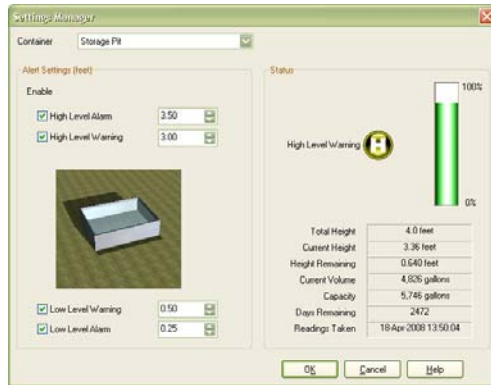 Settings Manager
Container Storage Pit
Alert Settings (feet)
Enable
High Level Alarm 3.50
High Level Warning 3.00
Low Level Warning 0.50
Low Level Alarm 0.25
Status
100%
High Level Warning H
0%
Total Height 4.0 feet
Current Height 3.36 feet
Height Remaining 0.640 feet
Current Volume 4,826 gallons
Capacity 5,746 gallons
Days Remaining 2472
Readings Taken 18-Apr-2008 13:50:04
OK Cancel Help